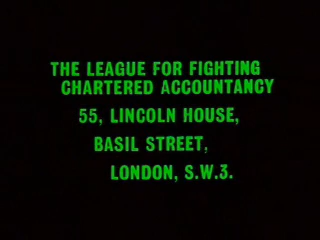 THE LEAGUE FOR FIGHTING
CHARTERED ACCOUNTANCY
55, LINCOLN HOUSE,
BASIL STREET,
LONDON, S.W.3.